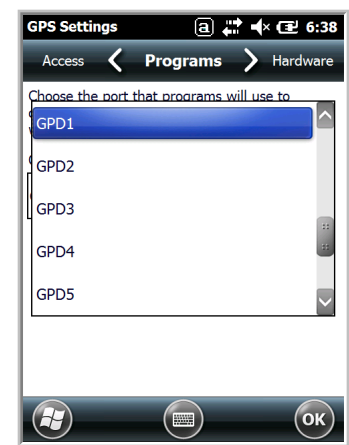 GPS Settings a 6:38
Access Programs Hardware
Choose the port that programs will use to
GPD1
GPD2
GPD3
GPD4
GPD5
OK